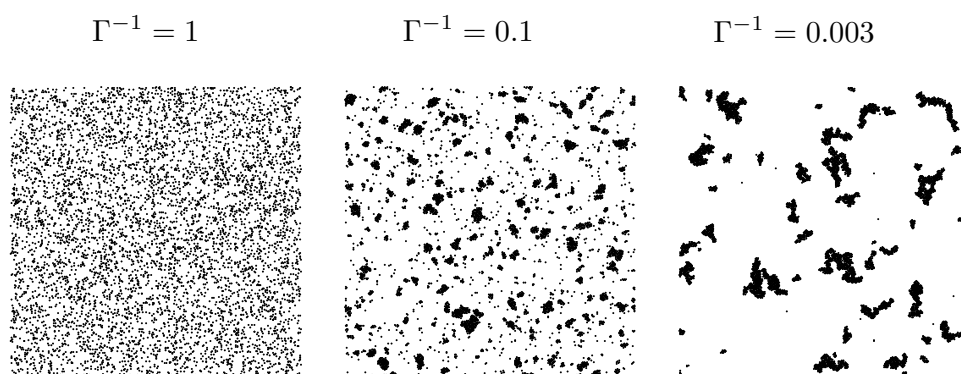 Γ⁻¹ = 1 Γ⁻¹ = 0.1 Γ⁻¹ = 0.003